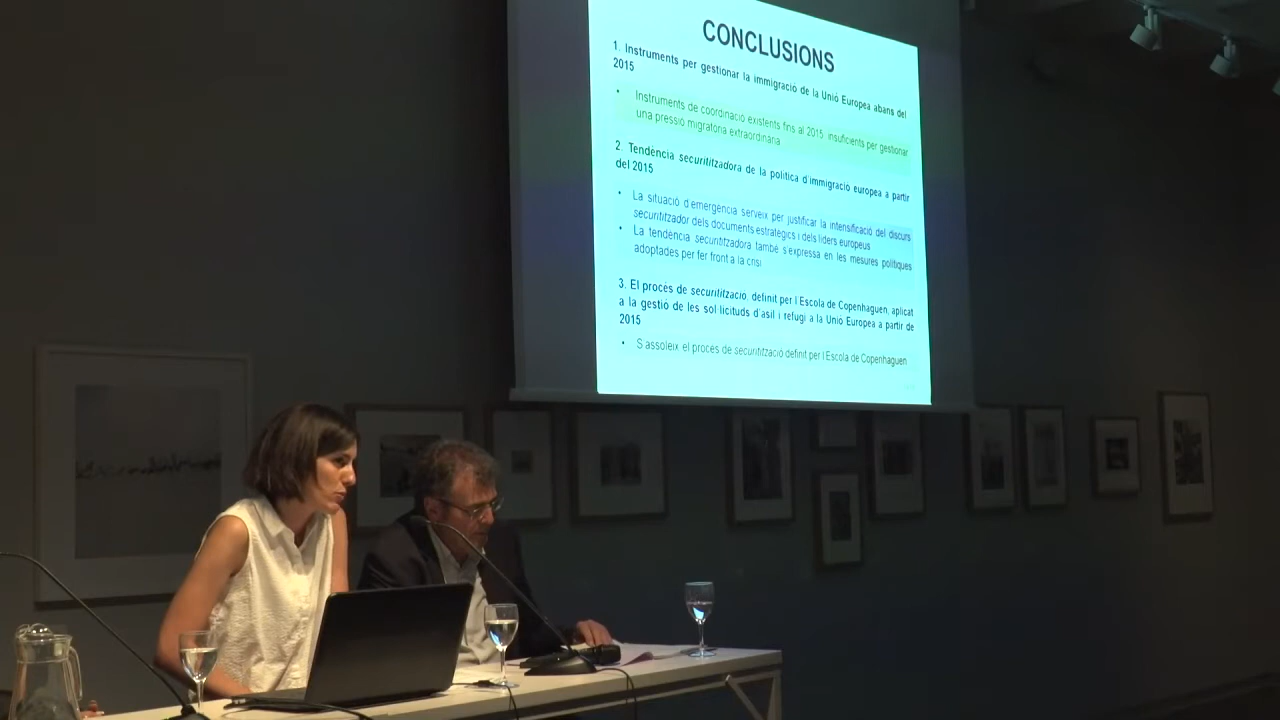 CONCLUSIONS
1. Instruments per gestionar la immigració de la Unió Europea abans del
2015
• Instruments de coordinació existents fins al 2015: insuficients per gestionar
una pressió migratòria extraordinària
2. Tendència securititzadora de la política d'immigració europea a partir
del 2015
• La situació d'emergència serveix per justificar la intensificació del discurs
securititzador dels documents estratègics i dels líders europeus
• La tendència securititzadora també s'expressa en les mesures polítiques
adoptades per fer front a la crisi
3. El procés de securitització, definit per l'Escola de Copenhaguen, aplicat
a la gestió de les sol·licituds d'asil i refugi a la Unió Europea a partir de
2015
• S'assoleix el procés de securitització definit per l'Escola de Copenhaguen